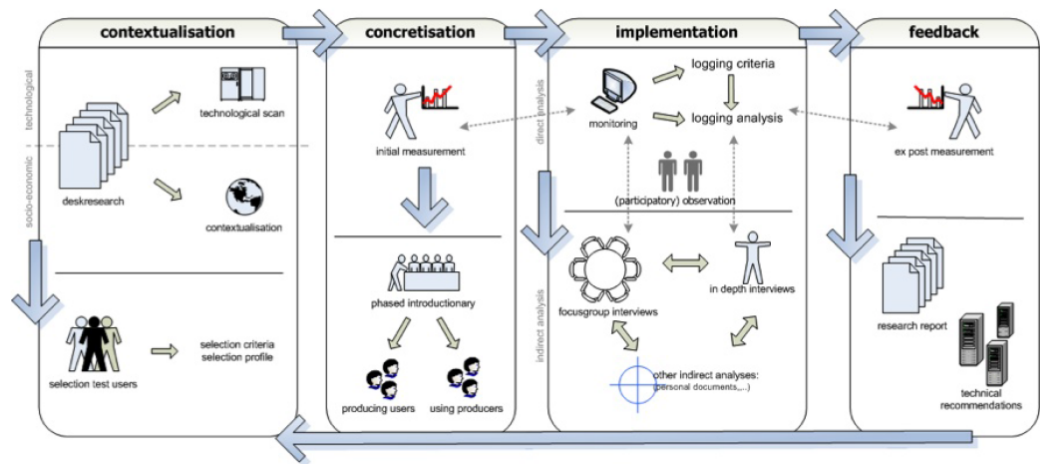 contextualisation
concretisation
implementation
feedback
technological
socio-economic
technological scan
deskresearch
contextualisation
selection test users
selection criteria
selection profile
initial measurement
phased introductionary
producing users
using producers
direct analysis
indirect analysis
monitoring
logging criteria
logging analysis
(participatory) observation
focusgroup interviews
in depth interviews
other indirect analyses:
(personal documents,...)
ex post measurement
research report
technical
recommendations